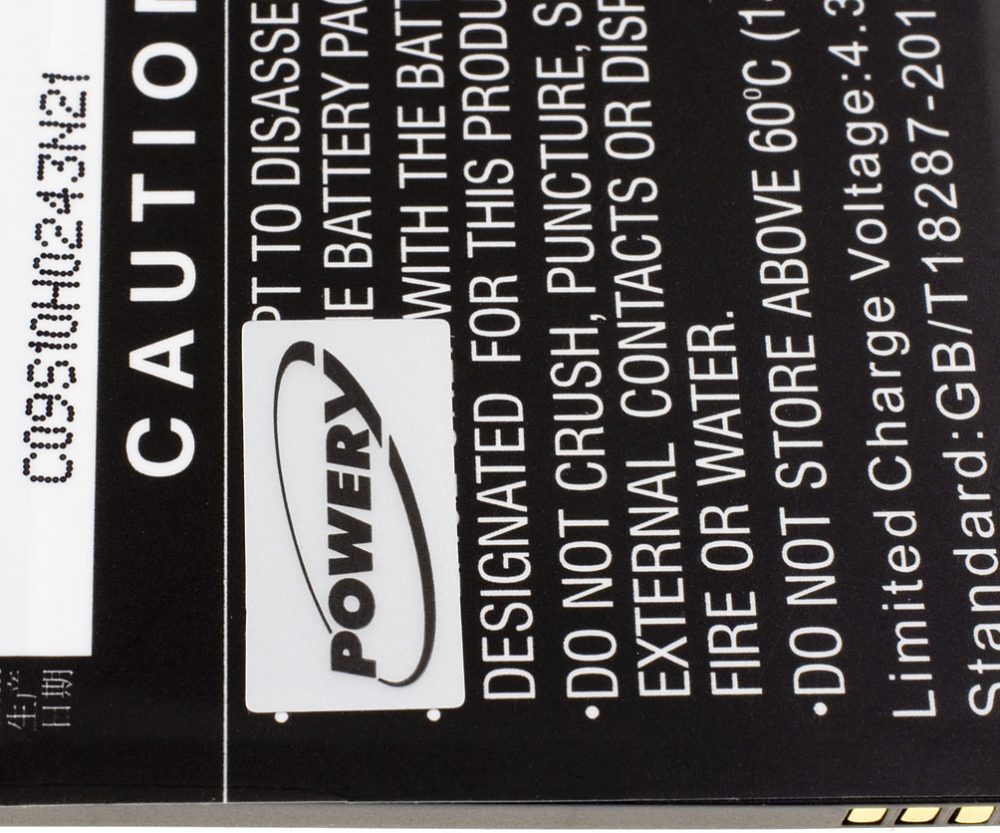 C09S10H0243N21
生产
日期
CAUTION
PT TO DISASSE
E BATTERY PAC
WITH THE BATT
POWERY
DESIGNATED FOR THIS PRODU
• DO NOT CRUSH, PUNCTURE, S
EXTERNAL CONTACTS OR DISP
FIRE OR WATER.
• DO NOT STORE ABOVE 60°C (1
Limited Charge Voltage:4.3
Standard:GB/T18287-201